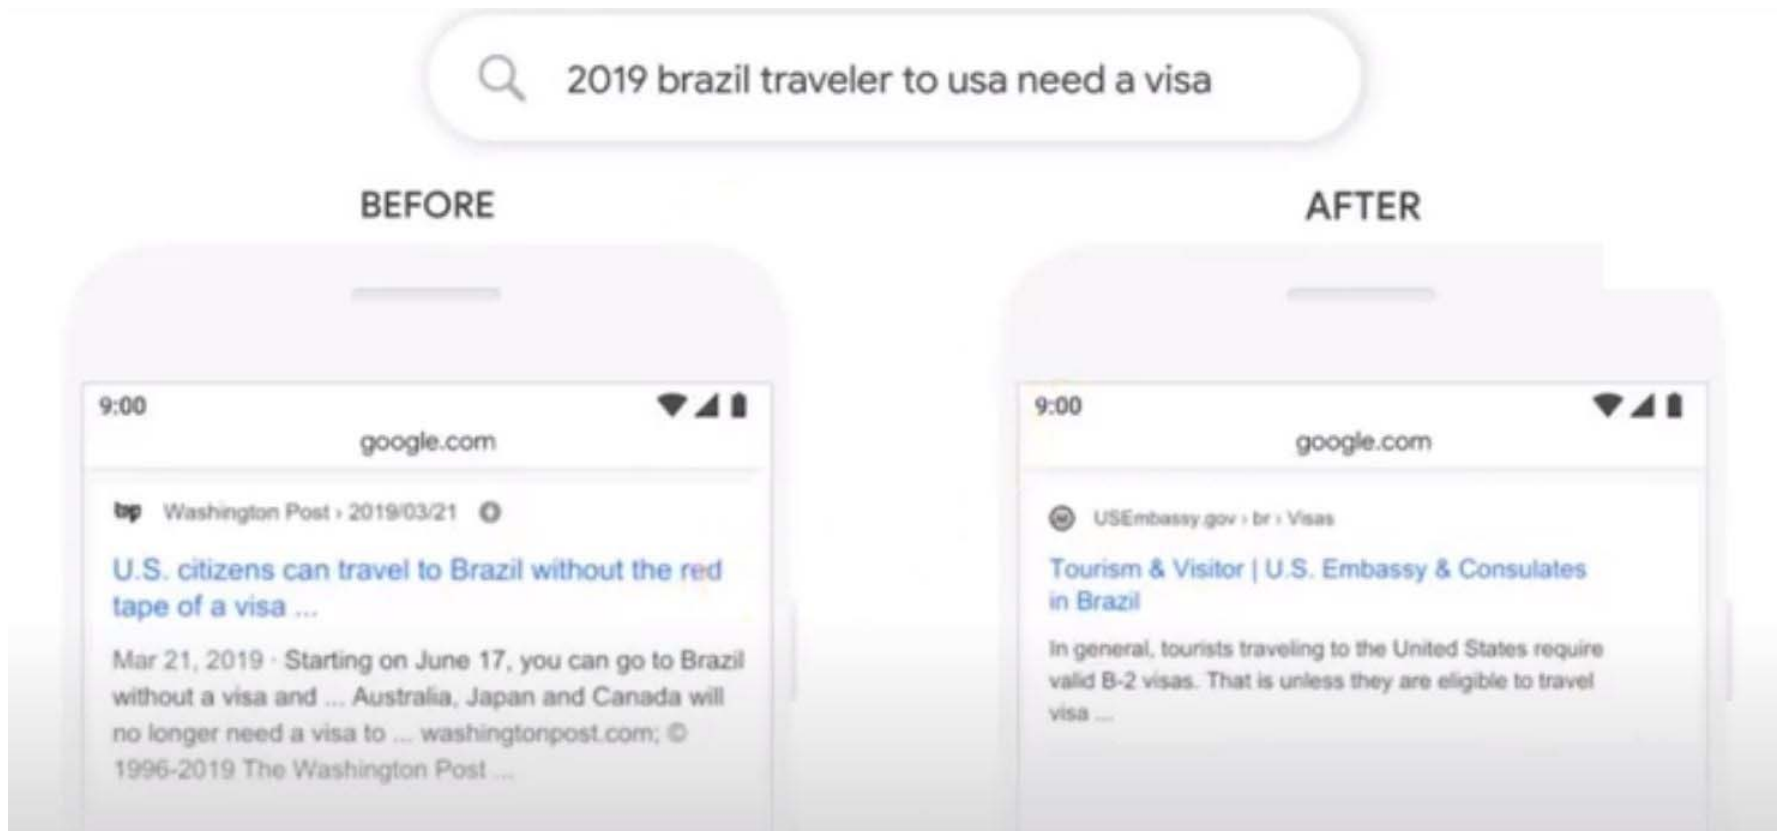 2019 brazil traveler to usa need a visa
BEFORE
9:00
google.com
wp Washington Post › 2019/03/21
U.S. citizens can travel to Brazil without the red
tape of a visa ...
Mar 21, 2019 · Starting on June 17, you can go to Brazil
without a visa and ... Australia, Japan and Canada will
no longer need a visa to ... washingtonpost.com; ©
1996-2019 The Washington Post ...
AFTER
9:00
google.com
USEmbassy.gov › br › Visas
Tourism & Visitor | U.S. Embassy & Consulates
in Brazil
In general, tourists traveling to the United States require
valid B-2 visas. That is unless they are eligible to travel
visa ...